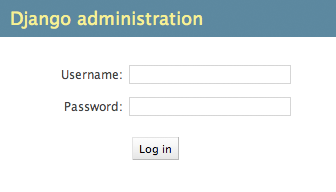 Django administration
Username:
Password:
Log in